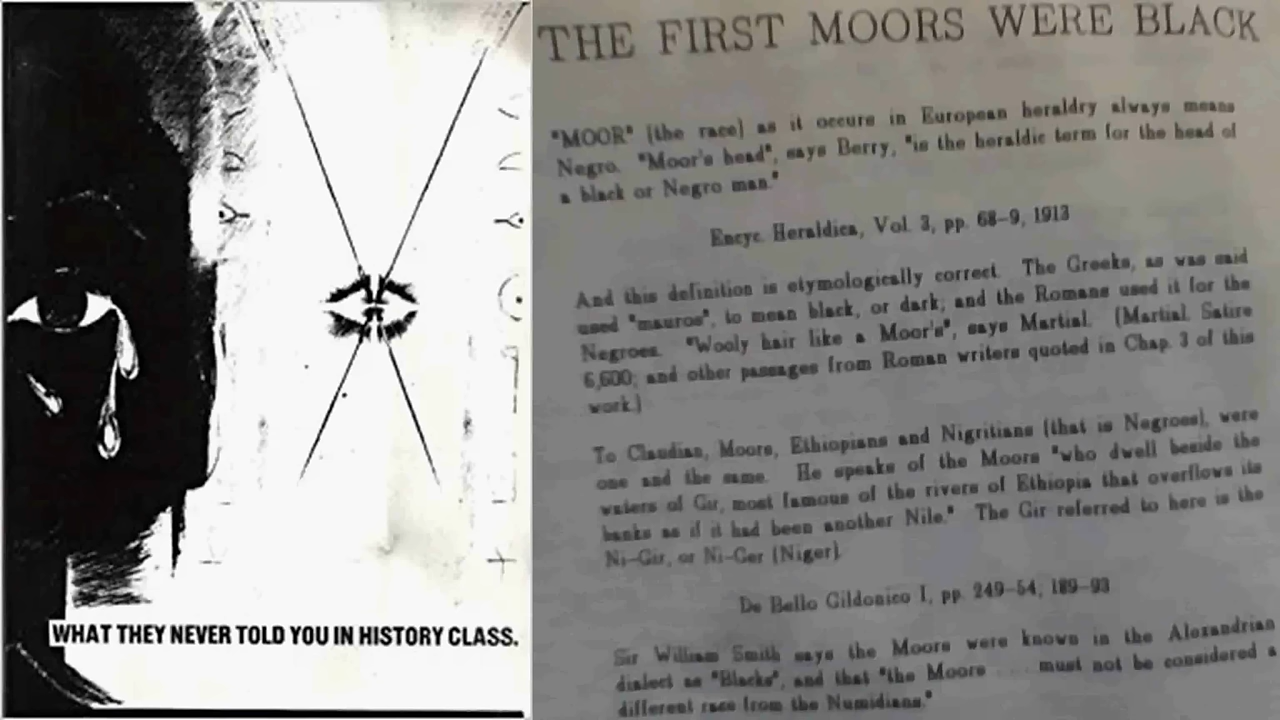 WHAT THEY NEVER TOLD YOU IN HISTORY CLASS.
THE FIRST MOORS WERE BLACK
"MOOR" (the race) as it occurs in European heraldry always means
Negro. "Moor's head", says Berry, "is the heraldic term for the head of
a black or Negro man."
Encyc. Heraldica, Vol. 3, pp. 68-9, 1913
And this definition is etymologically correct. The Greeks, as was said
used "mauros", to mean black, or dark; and the Romans used it for the
Negroes. "Wooly hair like a Moor's", says Martial. (Martial. Satire
6,600; and other passages from Roman writers quoted in Chap. 3 of this
work.)
To Claudian, Moors, Ethiopians and Nigritians (that is Negroes), were
one and the same. He speaks of the Moors "who dwell beside the
waters of Gir, most famous of the rivers of Ethiopia that overflows its
banks as if it had been another Nile." The Gir referred to here is the
Ni-Gir, or Ni-Ger (Niger).
De Bello Gildonico I, pp. 249-54, 189-93
Sir William Smith says the Moors were known in the Alexandrian
dialect as "Blacks", and that "the Moors .... must not be considered a
different race from the Numidians."